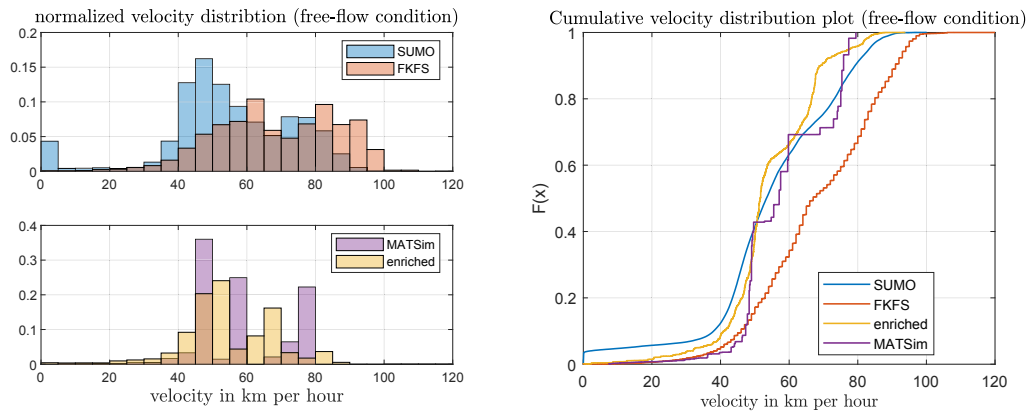 normalized velocity distribtion (free-flow condition)
0.2
0.15
0.1
0.05
0
SUMO
FKFS
0 20 40 60 80 100 120
0.4
0.3
0.2
0.1
0
MATSim
enriched
0 20 40 60 80 100 120
velocity in km per hour
Cumulative velocity distribution plot (free-flow condition)
F(x)
1
0.8
0.6
0.4
0.2
0
SUMO
FKFS
enriched
MATSim
0 20 40 60 80 100 120
velocity in km per hour